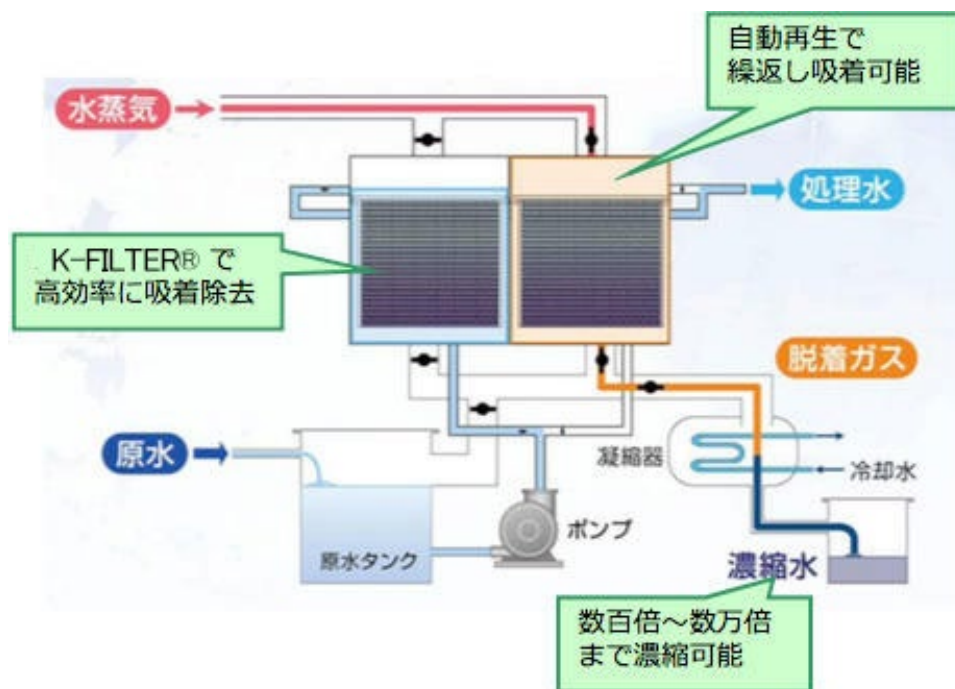 自動再生で
繰返し吸着可能
水蒸気
処理水
K-FILTER® で
高効率に吸着除去
脱着ガス
原水
凝縮器
冷却水
ポンプ
原水タンク
濃縮水
数百倍～数万倍
まで濃縮可能